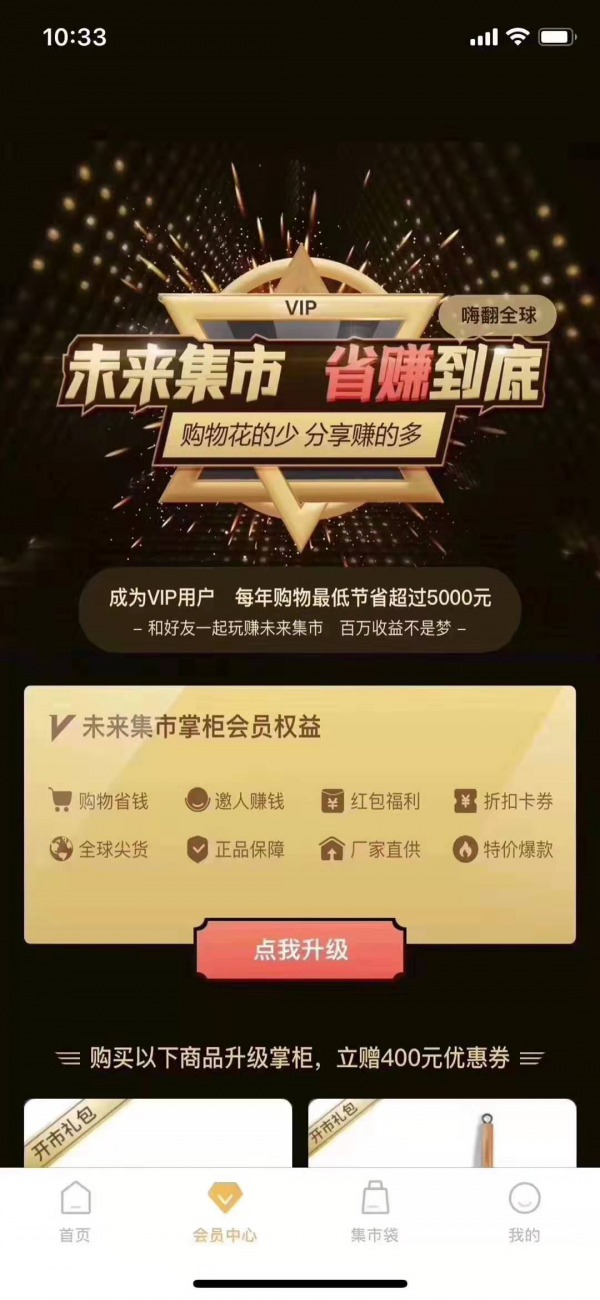 10:33
VIP
嗨翻全球
未来集市 省赚到底
购物花的少 分享赚的多
成为VIP用户 每年购物最低节省超过5000元
– 和好友一起玩赚未来集市 百万收益不是梦 –
未来集市掌柜会员权益
购物省钱 邀人赚钱 红包福利 折扣卡券
全球尖货 正品保障 厂家直供 特价爆款
点我升级
购买以下商品升级掌柜，立赠400元优惠券
开市礼包 开市礼包
首页 会员中心 集市袋 我的